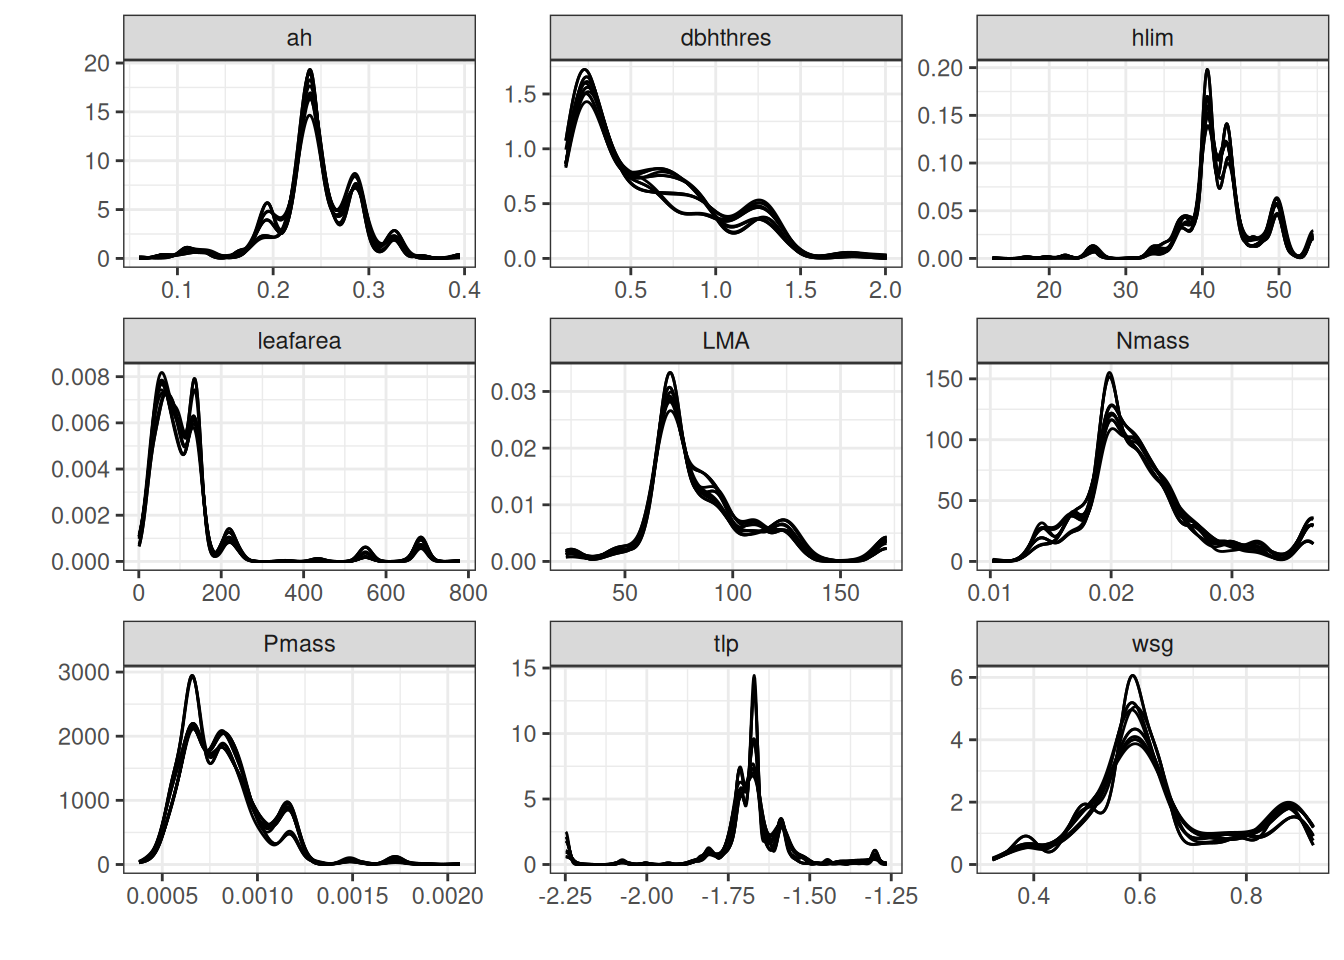 ah dbhthres hlim
20 15 10 5 0
0.1 0.2 0.3 0.4
1.5 1.0 0.5 0.0
0.5 1.0 1.5 2.0
0.20 0.15 0.10 0.05 0.00
20 30 40 50
leafarea LMA Nmass
0.008 0.006 0.004 0.002 0.000
0 200 400 600 800
0.03 0.02 0.01 0.00
50 100 150
150 100 50 0
0.01 0.02 0.03
Pmass tlp wsg
3000 2000 1000 0
0.0005 0.0010 0.0015 0.0020
15 10 5 0
-2.25 -2.00 -1.75 -1.50 -1.25
6 4 2 0
0.4 0.6 0.8